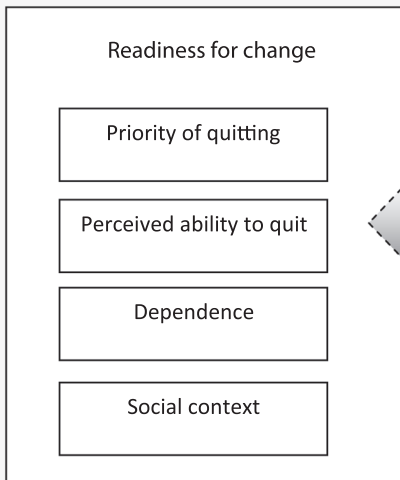 Readiness for change
Priority of quitting
Perceived ability to quit
Dependence
Social context